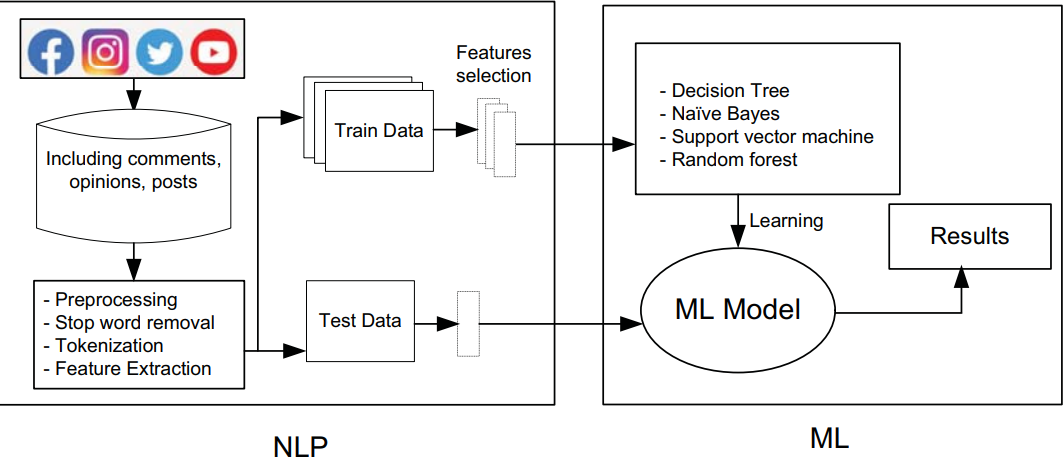 Including comments,
opinions, posts
- Preprocessing
- Stop word removal
- Tokenization
- Feature Extraction
Train Data
Features
selection
Test Data
NLP
- Decision Tree
- Naïve Bayes
- Support vector machine
- Random forest
Learning
ML Model
Results
ML